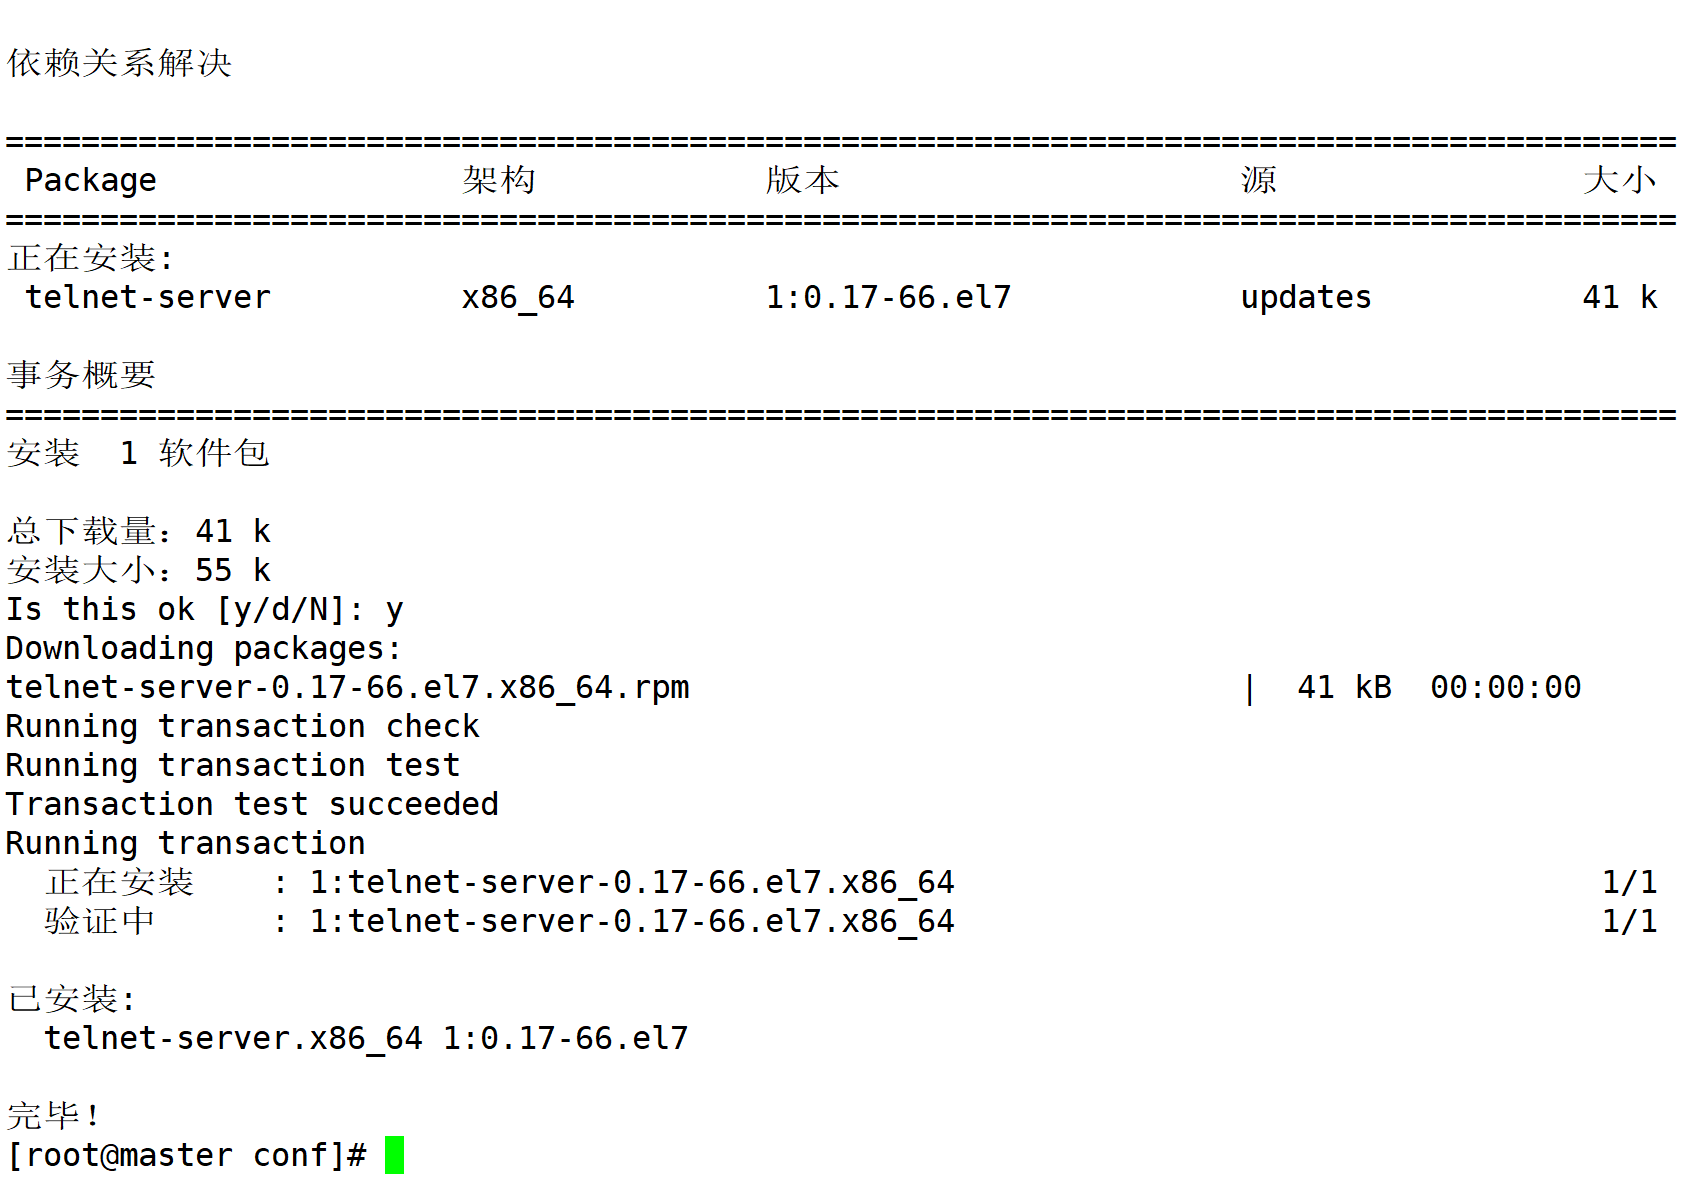 依赖关系解决
========================================================================================
Package 架构 版本 源 大小
========================================================================================
正在安装:
telnet-server x86_64 1:0.17-66.el7 updates 41 k
事务概要
========================================================================================
安装 1 软件包
总下载量：41 k
安装大小：55 k
Is this ok [y/d/N]: y
Downloading packages:
telnet-server-0.17-66.el7.x86_64.rpm | 41 kB 00:00:00
Running transaction check
Running transaction test
Transaction test succeeded
Running transaction
正在安装 : 1:telnet-server-0.17-66.el7.x86_64 1/1
验证中 : 1:telnet-server-0.17-66.el7.x86_64 1/1
已安装:
telnet-server.x86_64 1:0.17-66.el7
完毕！
[root@master conf]#